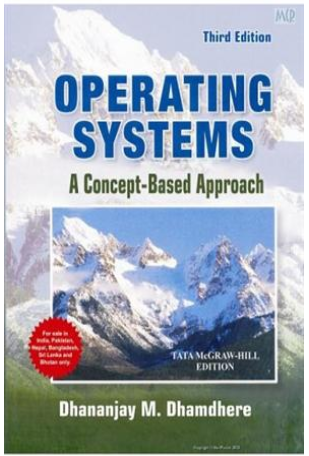 Third Edition
OPERATING
SYSTEMS
A Concept-Based Approach
For sale in
India, Pakistan,
Nepal, Bangladesh,
Sri Lanka and
Bhutan only
TATA McGRAW-HILL
EDITION
Dhananjay M. Dhamdhere